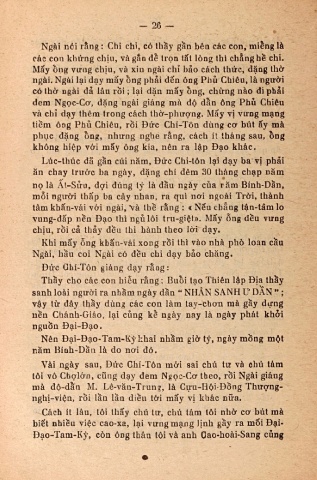 — 26 —
Ngài nói rằng: Chi chi, có thầy gần bên các con, miễng là
các con khứng chịu, và gắn để trọn tất lòng thì chẳng hề chi.
Mấy ông vưng chịu, và xin ngài chỉ bảo cách thức, đặng thờ
ngài. Ngài lại dạy mấy ông phải đến ông Phủ Chiêu, là người
có thờ ngài đã lâu rồi; lại dặn mấy ông, chừng nào đi phải
đem Ngọc-Cơ, đặng ngài giáng mà độ dẫn ông Phủ Chiêu
và chỉ dạy thêm trong cách thờ-phượng. Mấy vị vưng mạng
tiềm ông Phủ Chiêu, rồi Đức Chí-Tôn dùng cơ bút ấy mà
phục đặng ông, nhưng nghe rằng, cách ít tháng sau, ông
không hiệp với mấy ông kia, nên ra lập Đạo khác.
Lúc-thúc đã gần cúi năm, Đức Chí-tôn lại dạy ba vị phải
ăn chay trước ba ngày, đặng chí đêm 30 tháng chạp năm
nọ là Ất-Sửu, đợi đúng tý là đầu ngày của năm Bính-Dần,
mỗi người thắp ba cây nhan, ra quì nơi ngoài Trời, thành
tâm khấn-vái với ngài, và thề rằng: « Nếu chẳng tân-tâm lo
vung-đắp nền Đạo thì ngủ lôi tru-giệt». Mấy ông đều vưng
chịu, rồi cả thảy đều thi hành theo lời dạy.
Khi mấy ông khấn-vái xong rồi thì vào nhà phò loan cầu
Ngài, hầu coi Ngài có đều chi dạy bảo chăng.
Đức Chí-Tôn giảng dạy rằng:
Thầy cho các con hiểu rằng: Buổi tạo Thiên lập Địa thầy
sanh loài người ra nhằm ngày dần “ NHÂN SANH Ư DẦN ”;
vậy từ đây thầy dùng các con làm tay-chơn mà gầy dựng
nền Chánh-Giáo, lại củng kể ngày nay là ngày phát khởi
nguồn Đại-Đạo.
Nên Đại-Đạo-Tam-Kỳ khai nhằm giờ tý, ngày mồng một
năm Bính-Dần là do nơi đó.
Vài ngày sau, Đức Chí-Tôn mới sai chú tư và chú tám
tôi vô Chợlớn, cũng dạy đem Ngọc-Cơ theo, rồi Ngài giáng
mà độ-dẫn M. Lê-văn-Trung, là Cựu-Hội-Đồng Thượng-
nghị-viện, rồi lần lần diều tới mấy vị khác nữa.
Cách ít lâu, tôi thấy chú tư, chú tám tôi nhờ cơ bút mà
biết nhiều việc cao-xa, lại vưng mạng lịnh gầy ra mối Đại-
Đạo-Tam-Kỳ, còn ông thân tôi và anh Cao-hoài-Sang củng